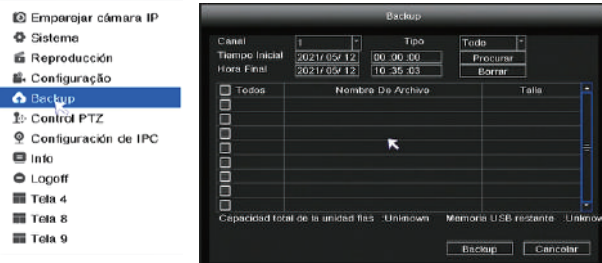 Emparejar cámara IP
Sistema
Reproducción
Configuração
Backup
Control PTZ
Configuración de IPC
Info
Logoff
Tela 4
Tela 8
Tela 9
Backup
Canal 1 Tipo Todo
Tiempo Inicial 2021/05/12 00:00:00 Procurar
Hora Final 2021/05/12 10:35:03 Borrar
Todos Nombre De Archivo Talla
Capacidad total de la unidad flas :Unknown Memoria USB restante :Unknow
Backup Cancelar